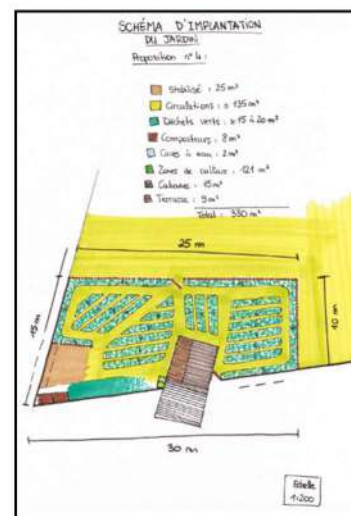 SCHÉMA D'IMPLANTATION
DU JARDIN
Proposition n°4 :
Stabilisé : 25 m²
Circulations : ± 135 m²
Déchets verts : ± 15 à 20 m²
Composteurs : 8 m²
Cuves à eau : 2 m²
Zones de culture : 121 m²
Cabane : 15 m²
Terrasse : 9 m²
Total : 330 m²
25 m
15 m
10 m
30 m
Echelle
1:200